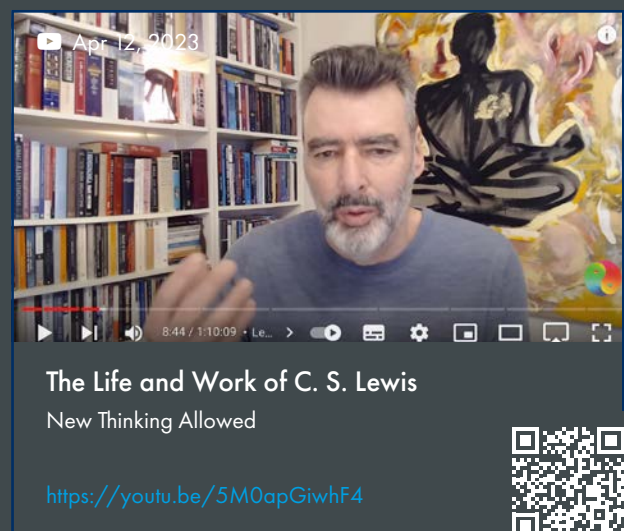 Apr 12, 2023
8:44 / 1:10:09 • Le...
The Life and Work of C. S. Lewis
New Thinking Allowed
https://youtu.be/5M0apGiwhF4